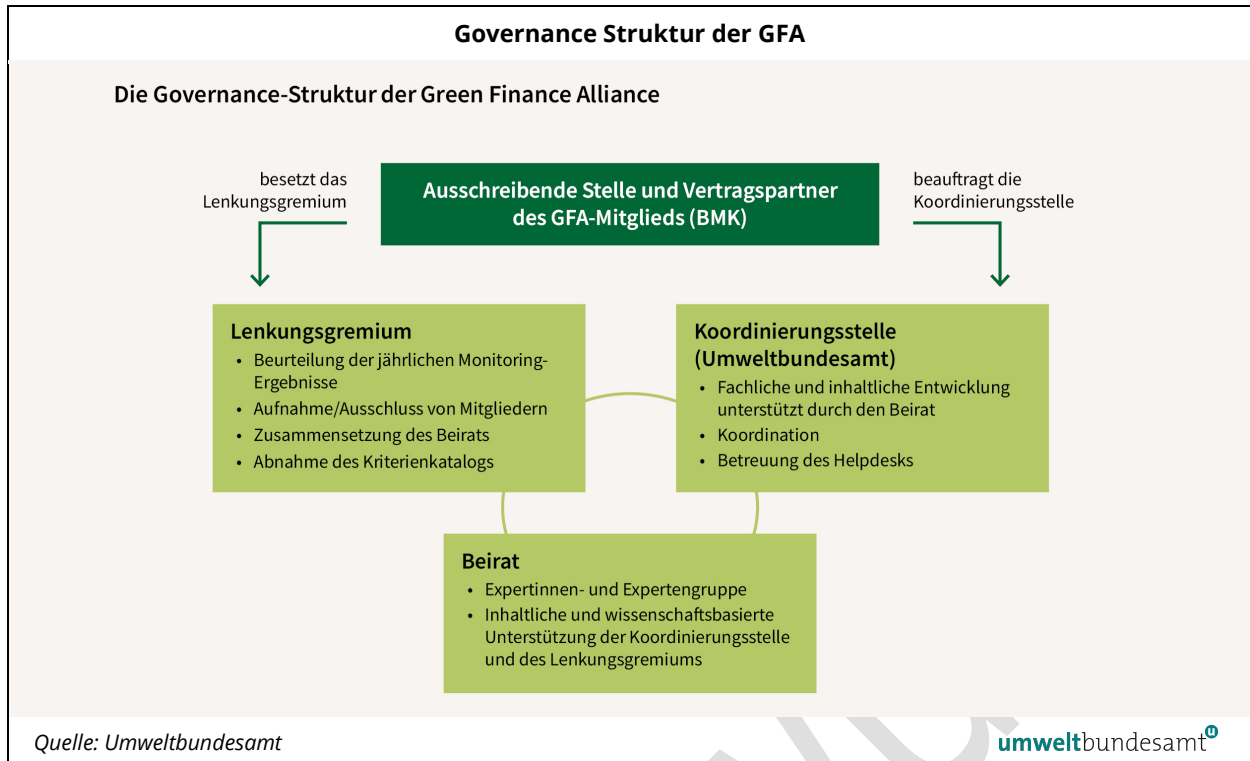 Governance Struktur der GFA
Die Governance-Struktur der Green Finance Alliance
besetzt das
Lenkungsgremium
Ausschreibende Stelle und Vertragspartner
des GFA-Mitglieds (BMK)
beauftragt die
Koordinierungsstelle
Lenkungsgremium
• Beurteilung der jährlichen Monitoring-
Ergebnisse
• Aufnahme/Ausschluss von Mitgliedern
• Zusammensetzung des Beirats
• Abnahme des Kriterienkatalogs
Koordinierungsstelle
(Umweltbundesamt)
• Fachliche und inhaltliche Entwicklung
unterstützt durch den Beirat
• Koordination
• Betreuung des Helpdesks
Beirat
• Expertinnen- und Expertengruppe
• Inhaltliche und wissenschaftsbasierte
Unterstützung der Koordinierungsstelle
und des Lenkungsgremiums
Quelle: Umweltbundesamt
umweltbundesamt u